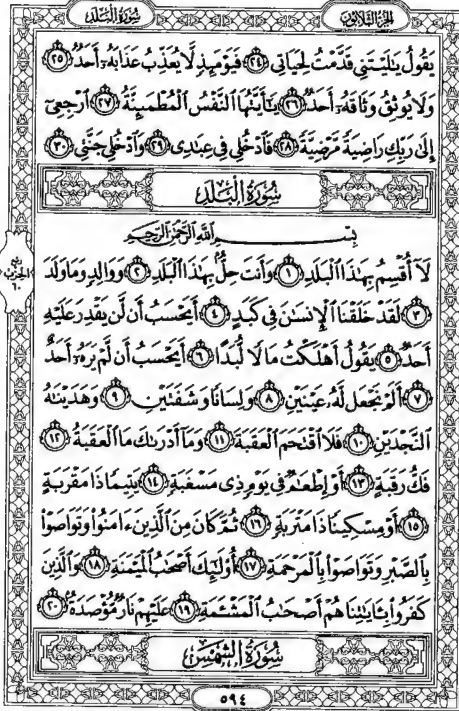 الجزء الثلاثون سورة البلد
يَقُولُ يَٰلَيْتَنِي قَدَّمْتُ لِحَيَاتِي ٢٤ فَيَوْمَئِذٍ لَّا يُعَذِّبُ عَذَابَهُۥٓ أَحَدٌ ٢٥
وَلَا يُوثِقُ وَثَاقَهُۥٓ أَحَدٌ ٢٦ يَٰٓأَيَّتُهَا ٱلنَّفْسُ ٱلْمُطْمَئِنَّةُ ٢٧ ٱرْجِعِيٓ
إِلَىٰ رَبِّكِ رَاضِيَةً مَّرْضِيَّةً ٢٨ فَٱدْخُلِي فِي عِبَٰدِي ٢٩ وَٱدْخُلِي جَنَّتِي ٣٠
سُورَةُ الْبَلَدِ
بِسْمِ ٱللَّهِ ٱلرَّحْمَٰنِ ٱلرَّحِيمِ
لَآ أُقْسِمُ بِهَٰذَا ٱلْبَلَدِ ١ وَأَنتَ حِلٌّۢ بِهَٰذَا ٱلْبَلَدِ ٢ وَوَالِدٍ وَمَا وَلَدَ
٣ لَقَدْ خَلَقْنَا ٱلْإِنسَٰنَ فِي كَبَدٍ ٤ أَيَحْسَبُ أَن لَّن يَقْدِرَ عَلَيْهِ
أَحَدٌ ٥ يَقُولُ أَهْلَكْتُ مَالًا لُّبَدًا ٦ أَيَحْسَبُ أَن لَّمْ يَرَهُۥٓ أَحَدٌ
٧ أَلَمْ نَجْعَل لَّهُۥ عَيْنَيْنِ ٨ وَلِسَانًا وَشَفَتَيْنِ ٩ وَهَدَيْنَٰهُ
ٱلنَّجْدَيْنِ ١٠ فَلَا ٱقْتَحَمَ ٱلْعَقَبَةَ ١١ وَمَآ أَدْرَىٰكَ مَا ٱلْعَقَبَةُ ١٢
فَكُّ رَقَبَةٍ ١٣ أَوْ إِطْعَٰمٌ فِي يَوْمٍ ذِي مَسْغَبَةٍ ١٤ يَتِيمًا ذَا مَقْرَبَةٍ
١٥ أَوْ مِسْكِينًا ذَا مَتْرَبَةٍ ١٦ ثُمَّ كَانَ مِنَ ٱلَّذِينَ ءَامَنُوا۟ وَتَوَاصَوْا۟
بِٱلصَّبْرِ وَتَوَاصَوْا۟ بِٱلْمَرْحَمَةِ ١٧ أُو۟لَٰٓئِكَ أَصْحَٰبُ ٱلْمَيْمَنَةِ ١٨ وَٱلَّذِينَ
كَفَرُوا۟ بِـَٔايَٰتِنَا هُمْ أَصْحَٰبُ ٱلْمَشْـَٔمَةِ ١٩ عَلَيْهِمْ نَارٌ مُّؤْصَدَةٌۢ ٢٠
سُورَةُ الشَّمْسِ
٥٩٤